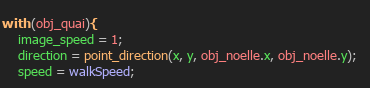 with(obj_quai){
image_speed = 1;
direction = point_direction(x, y, obj_noelle.x, obj_noelle.y);
speed = walkSpeed;